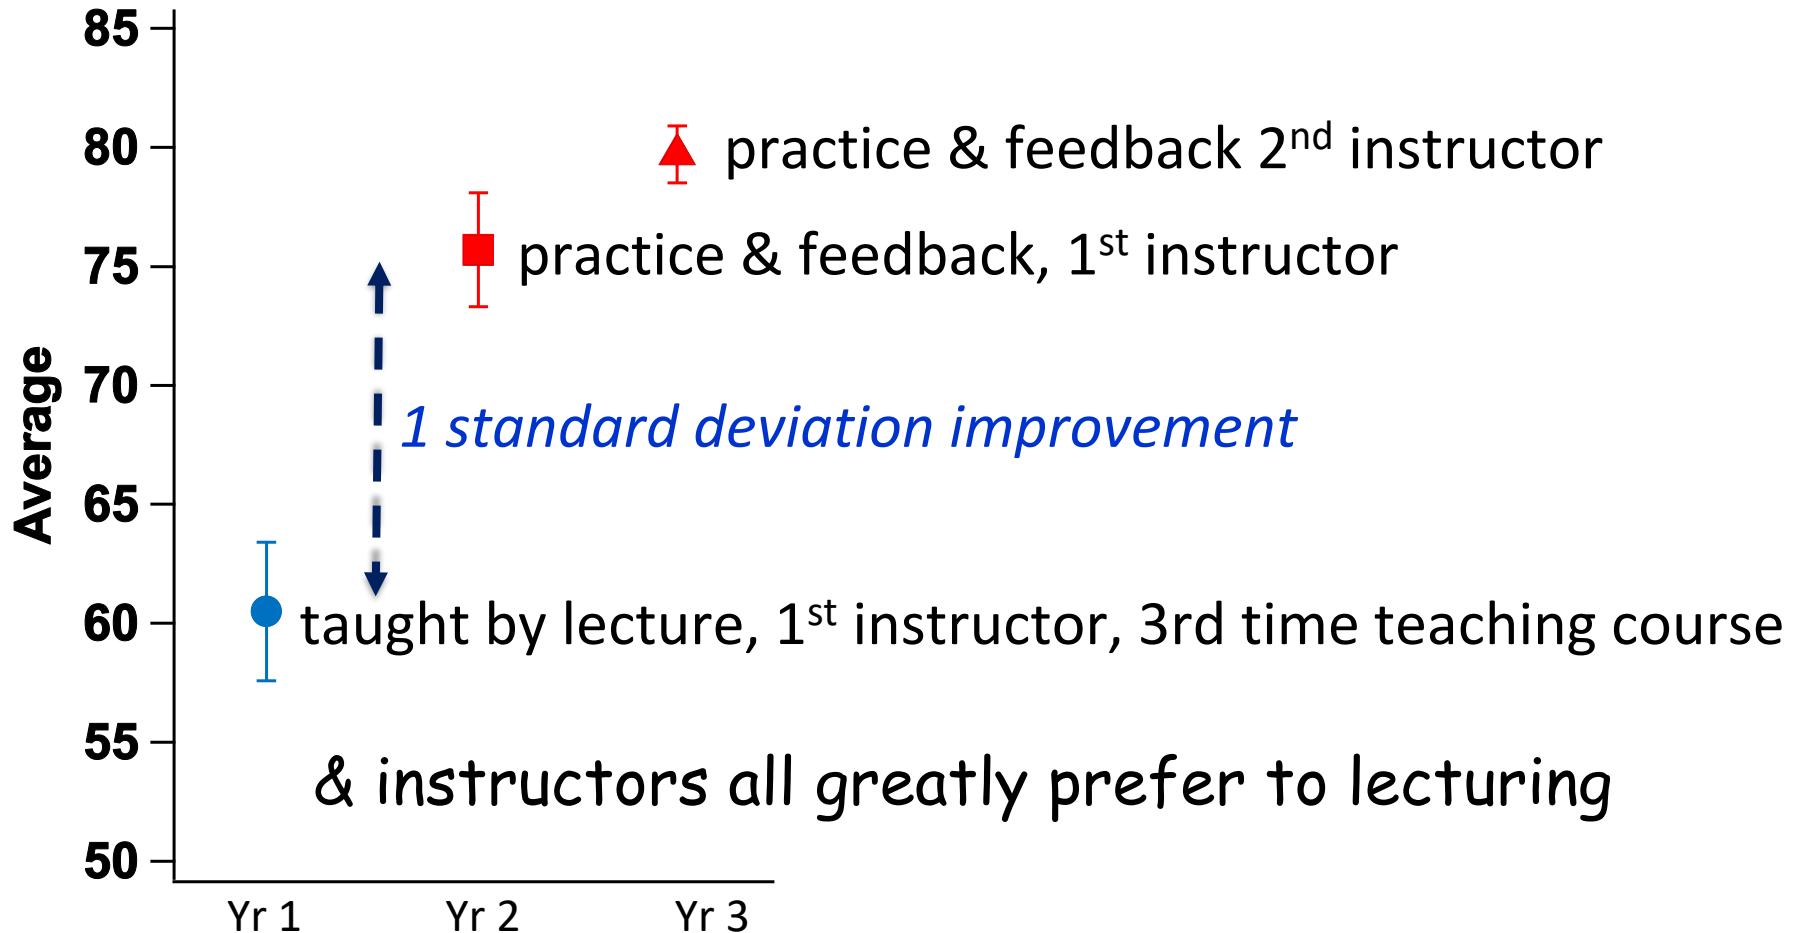 85
80
75
70
65
60
55
50
Average
practice & feedback 2nd instructor
practice & feedback, 1st instructor
1 standard deviation improvement
taught by lecture, 1st instructor, 3rd time teaching course
& instructors all greatly prefer to lecturing
Yr 1 Yr 2 Yr 3